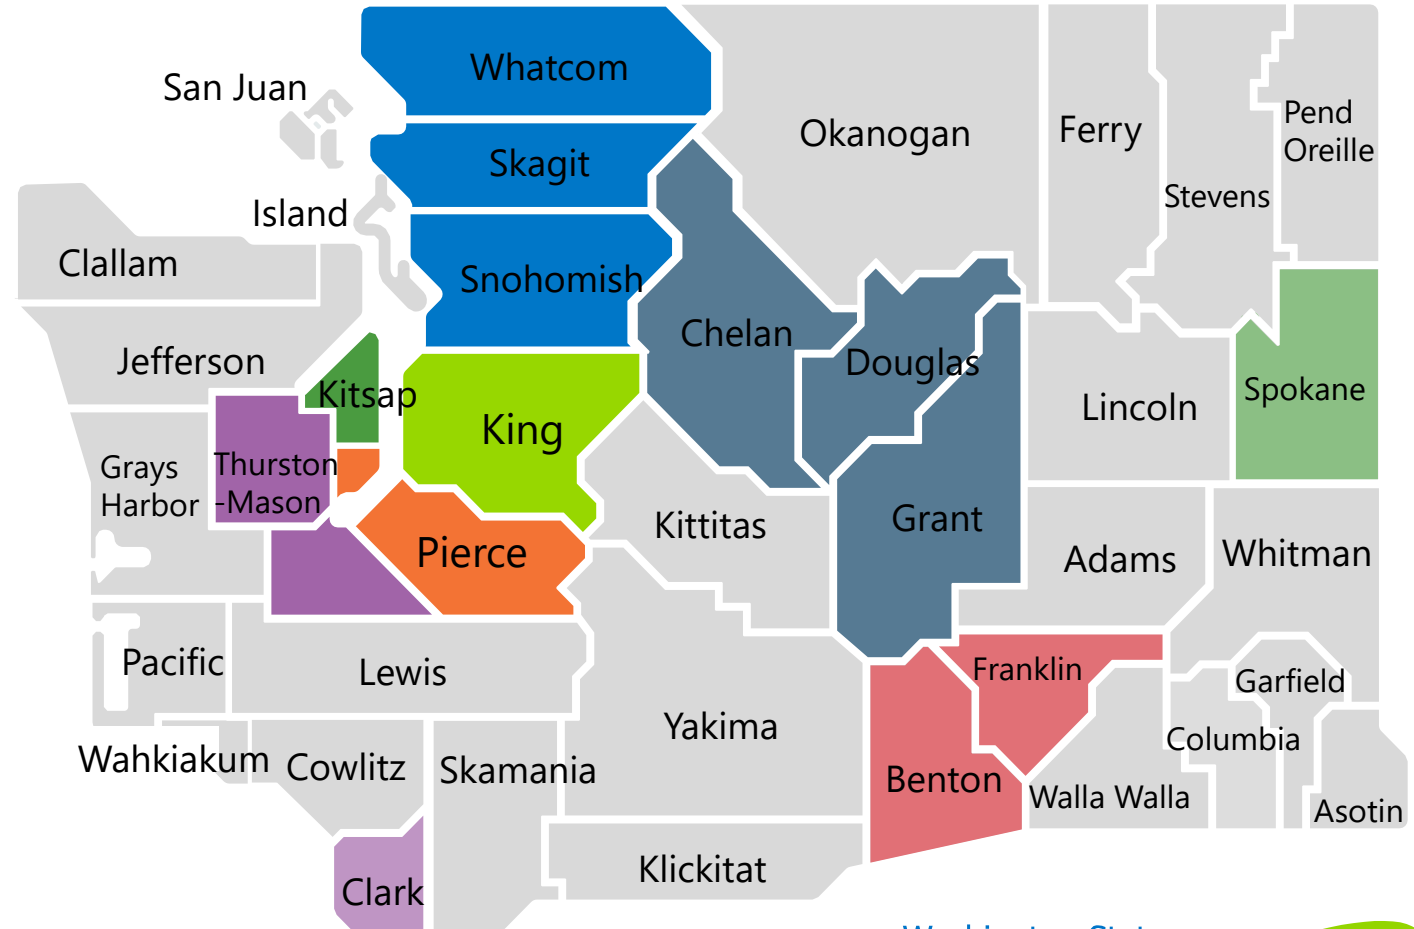 Whatcom
San Juan
Okanogan
Ferry
Pend
Oreille
Skagit
Stevens
Island
Clallam
Snohomish
Chelan
Jefferson
Douglas
Kitsap
Spokane
Lincoln
King
Grays
Harbor
Thurston
-Mason
Grant
Kittitas
Pierce
Adams
Whitman
Pacific
Lewis
Franklin
Garfield
Yakima
Columbia
Wahkiakum
Cowlitz
Skamania
Benton
Walla Walla
Asotin
Klickitat
Clark
Washington State